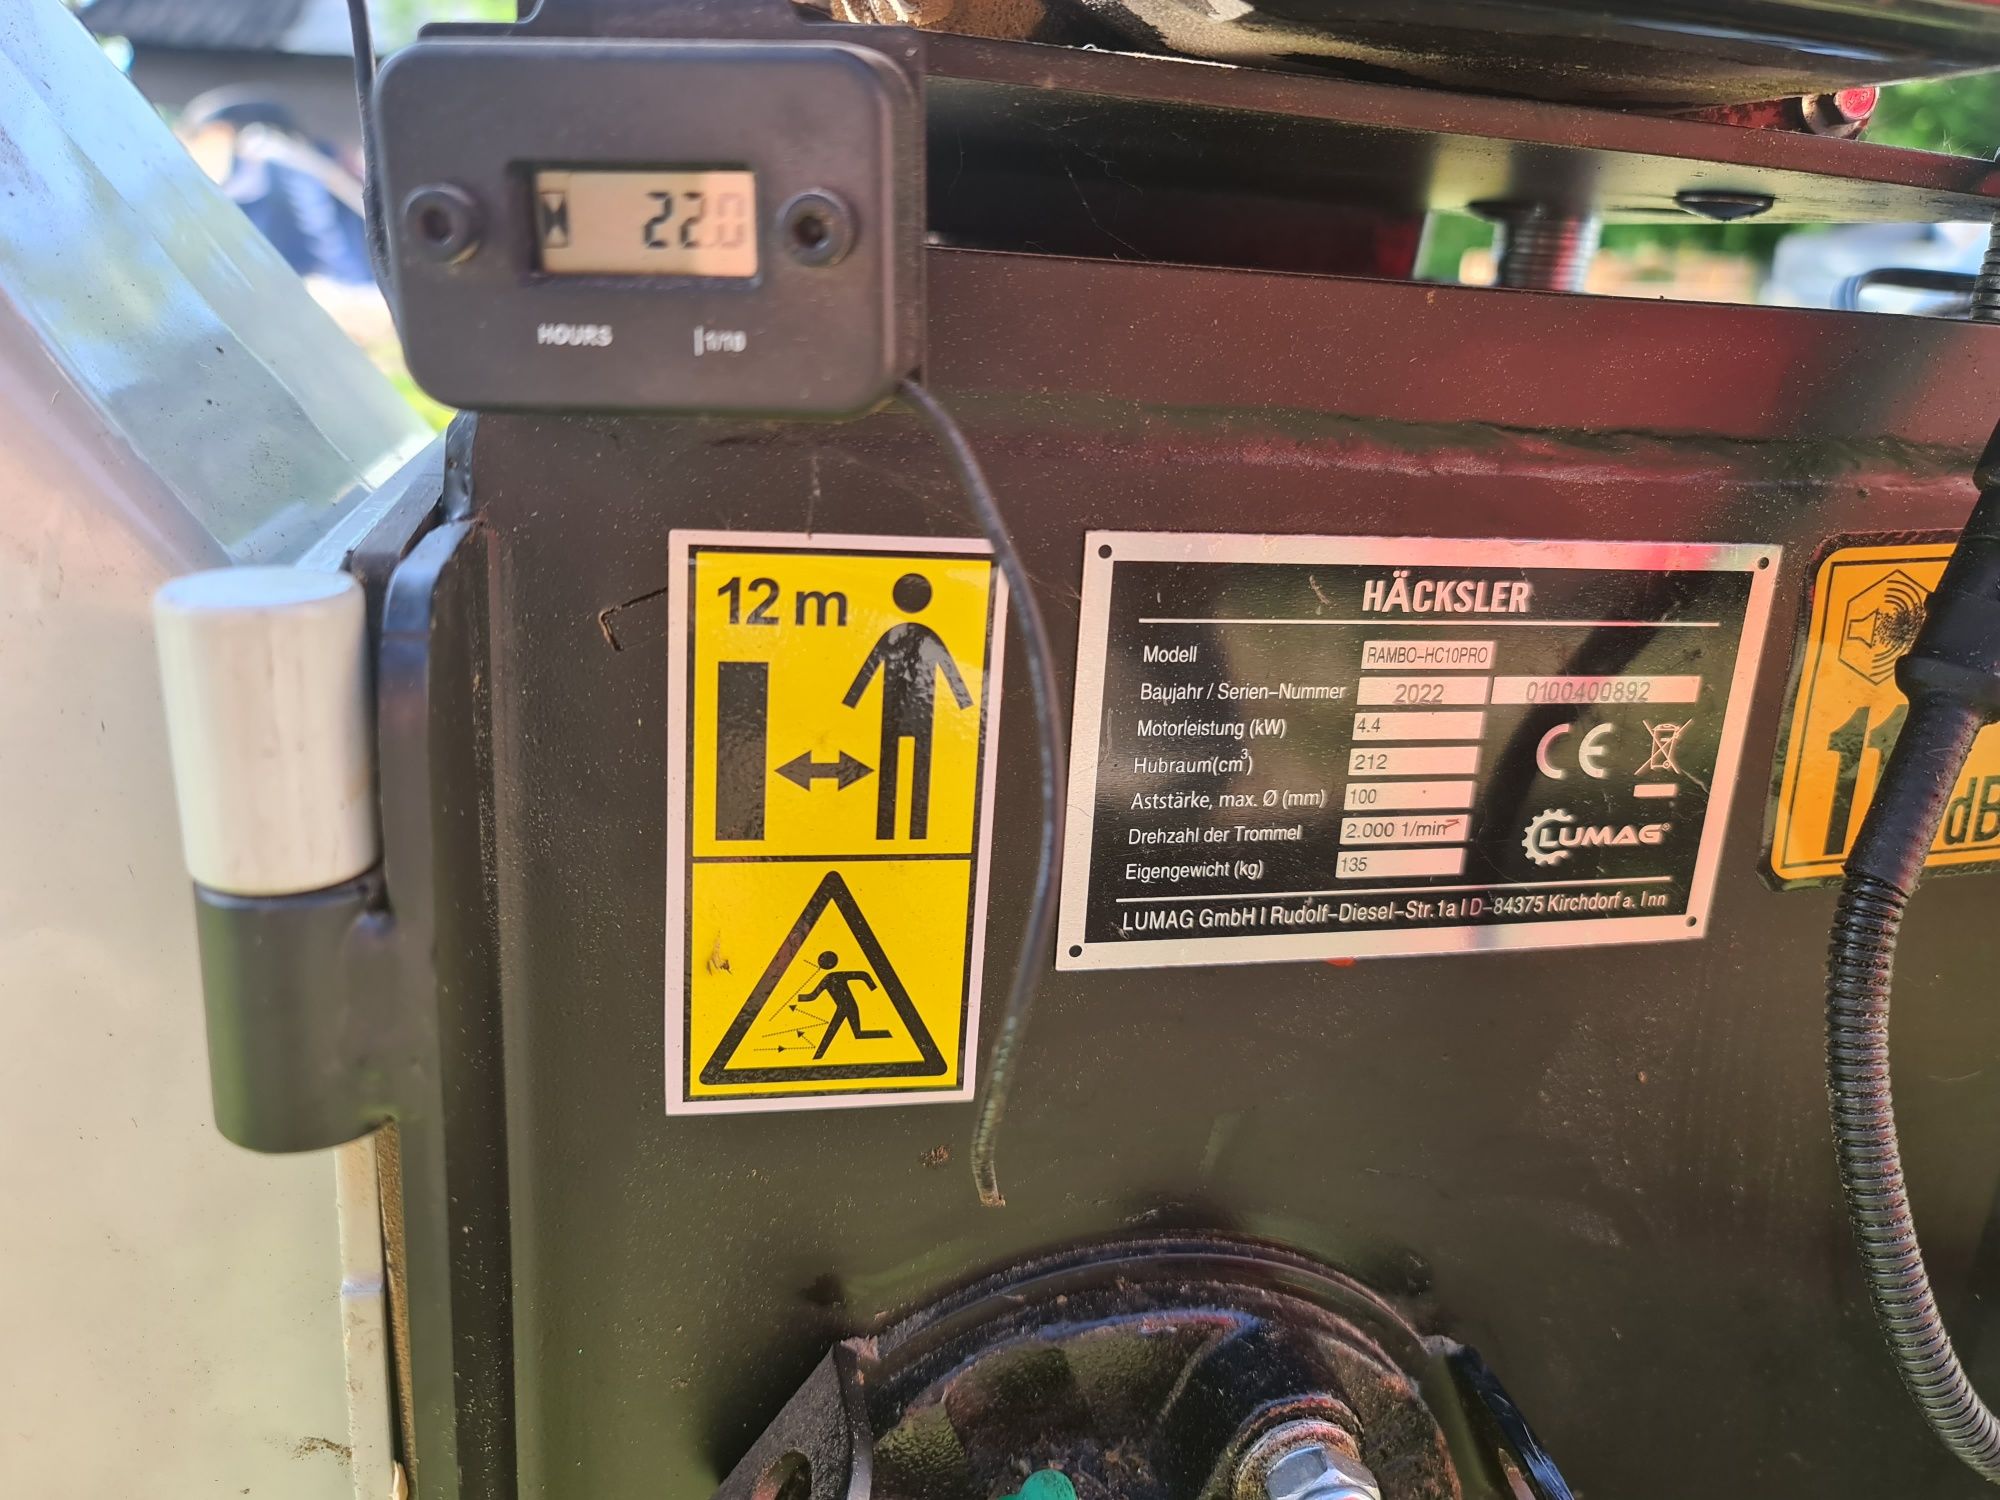 22.0
HOURS 1/10
12 m
HÄCKSLER
Modell RAMBO-HC10PRO
Baujahr / Serien-Nummer 2022 0100400892
Motorleistung (kW) 4.4
Hubraum(cm³) 212
Aststärke, max. Ø (mm) 100
Drehzahl der Trommel 2.000 1/min
Eigengewicht (kg) 135
CE
LUMAG®
LUMAG GmbH I Rudolf-Diesel-Str. 1a I D-84375 Kirchdorf a. Inn
dB